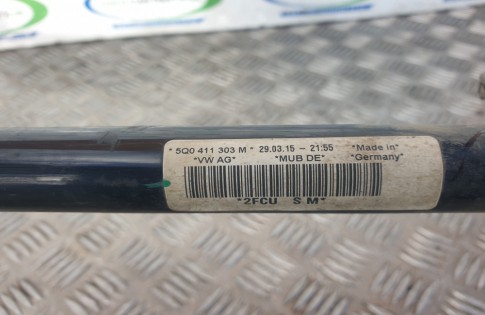 * 5Q0 411 303 M * 29.03.15 – 21:55 *Made in*
*VW AG* *MUB DE* *Germany*
*2FCU S M*